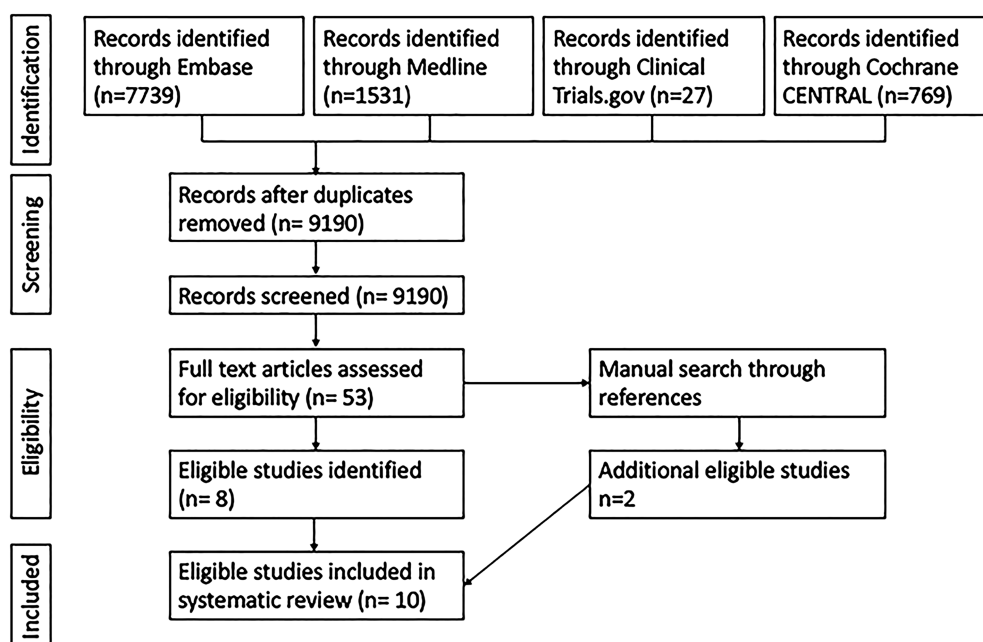 Identification
Records identified
through Embase
(n=7739)
Records identified
through Medline
(n=1531)
Records identified
through Clinical
Trials.gov (n=27)
Records identified
through Cochrane
CENTRAL (n=769)
Screening
Records after duplicates
removed (n= 9190)
Records screened (n= 9190)
Eligibility
Full text articles assessed
for eligibility (n= 53)
Manual search through
references
Eligible studies identified
(n= 8)
Additional eligible studies
n=2
Included
Eligible studies included in
systematic review (n= 10)